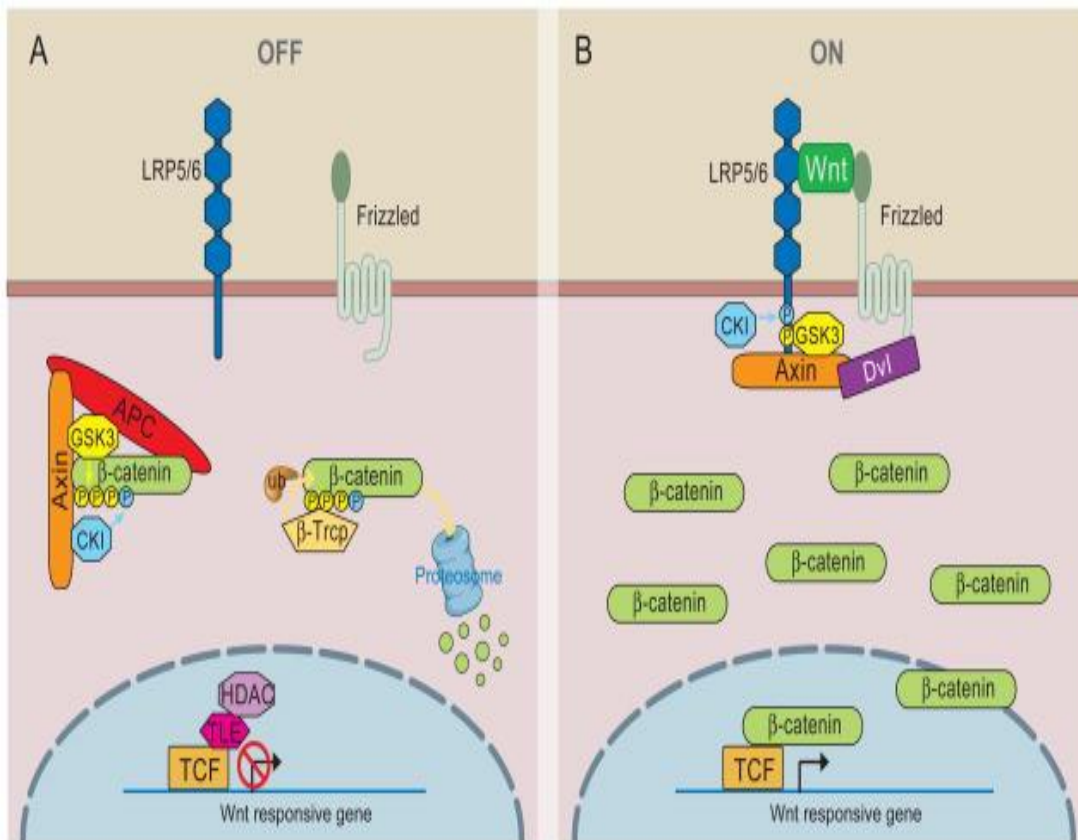 A
OFF
LRP5/6
Frizzled
APC
Axin
GSK3
β-catenin
P P P P
CKI
ub
β-catenin
P P P P
β-Trcp
Proteosome
HDAC
TLE
TCF
Wnt responsive gene
B
ON
LRP5/6
Wnt
Frizzled
CKI
P
P
GSK3
Axin
Dvl
β-catenin
β-catenin
β-catenin
β-catenin
β-catenin
β-catenin
β-catenin
TCF
Wnt responsive gene